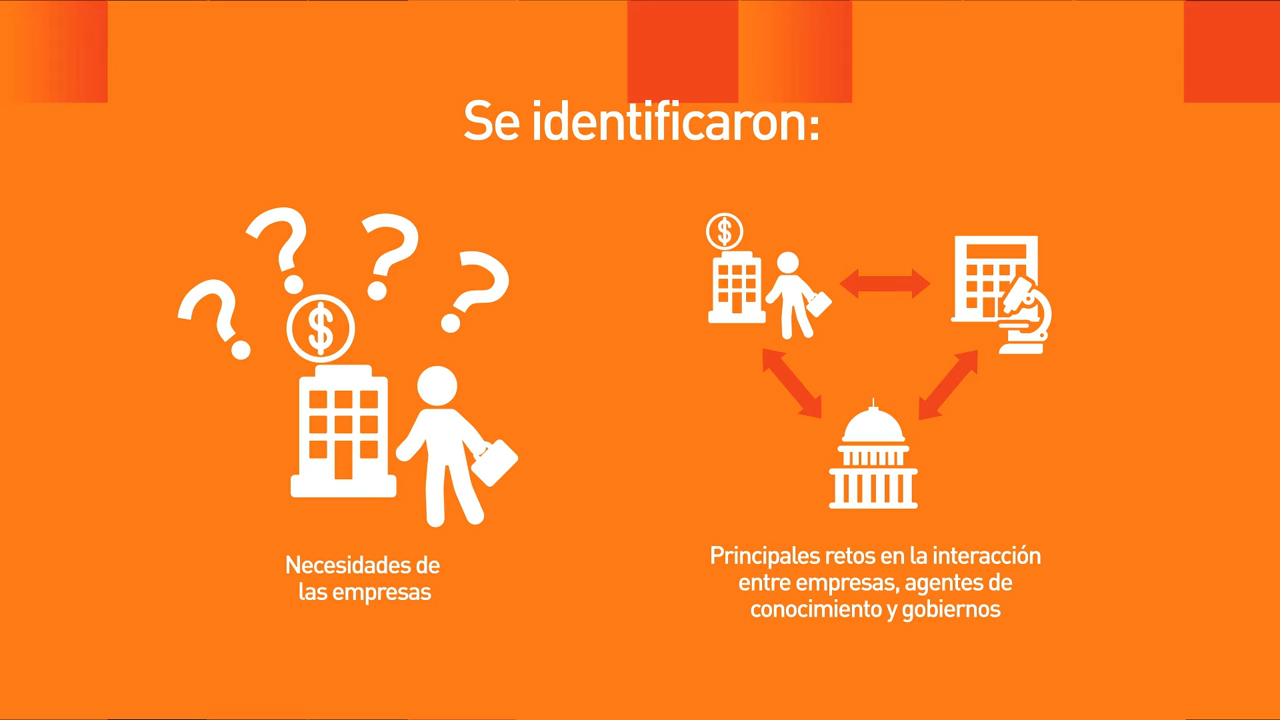 Se identificaron:
$
$
Necesidades de
las empresas
Principales retos en la interacción
entre empresas, agentes de
conocimiento y gobiernos